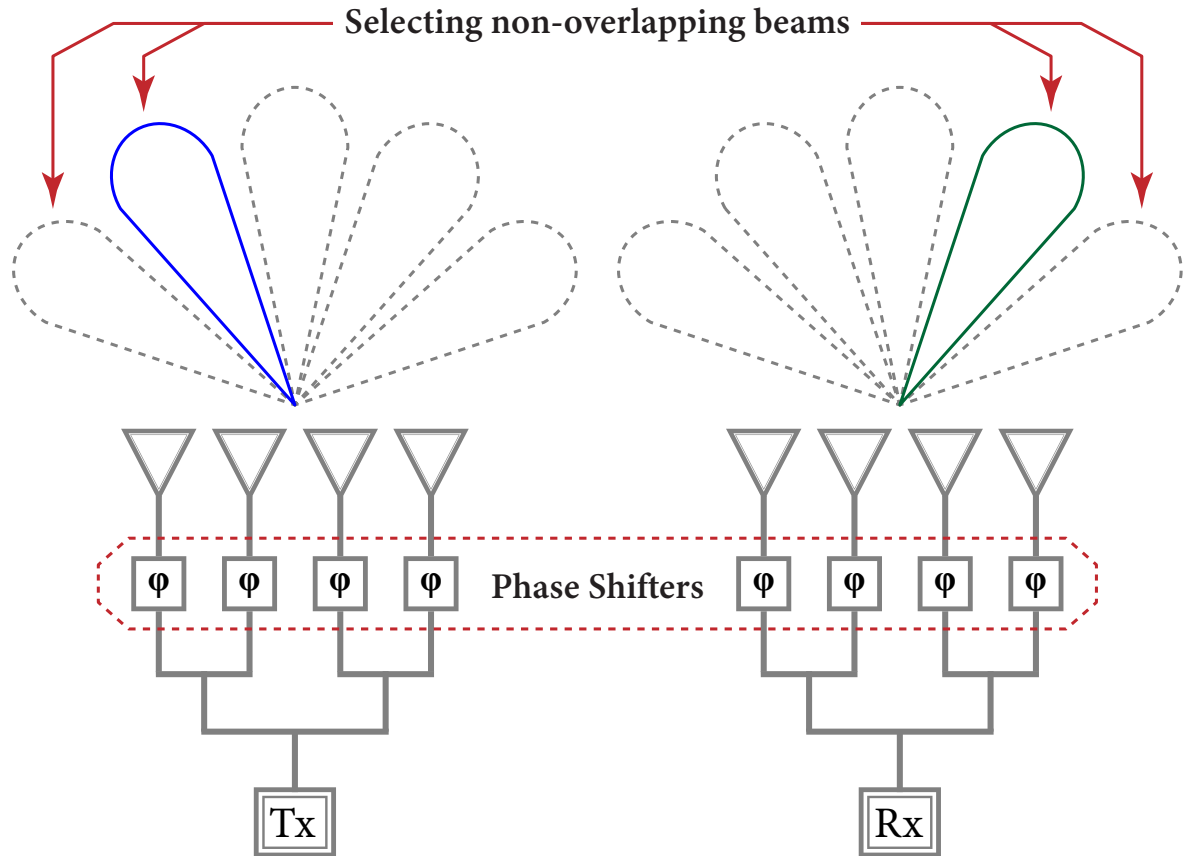 Selecting non-overlapping beams
φ φ φ φ Phase Shifters φ φ φ φ
Tx Rx